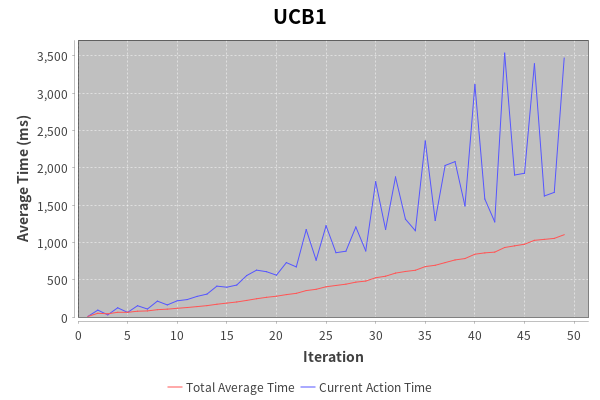 UCB1
Average Time (ms)
3,500
3,000
2,500
2,000
1,500
1,000
500
0
0 5 10 15 20 25 30 35 40 45 50
Iteration
Total Average Time Current Action Time